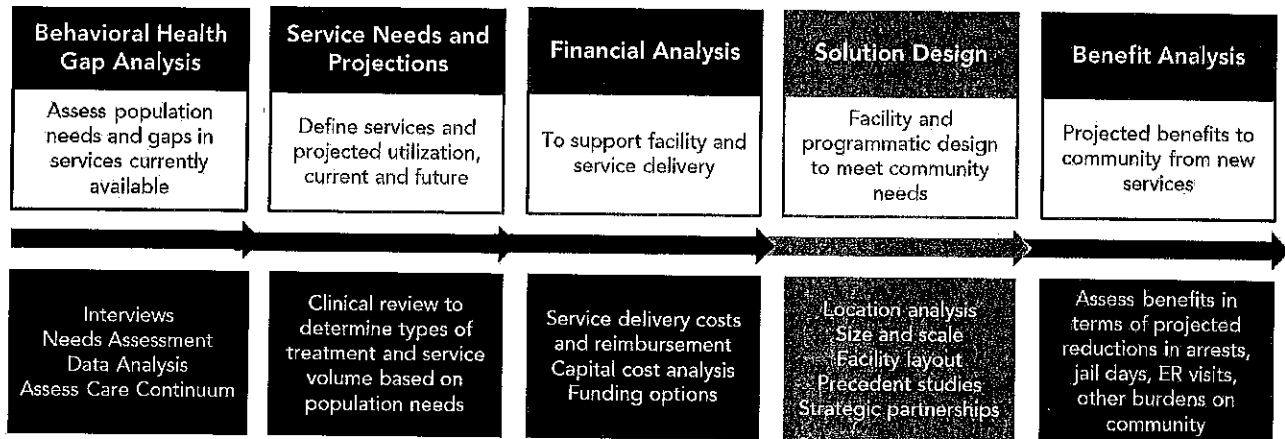 Behavioral Health
Gap Analysis
Assess population
needs and gaps in
services currently
available
Interviews
Needs Assessment
Data Analysis
Assess Care Continuum
Service Needs and
Projections
Define services and
projected utilization,
current and future
Clinical review to
determine types of
treatment and service
volume based on
population needs
Financial Analysis
To support facility and
service delivery
Service delivery costs
and reimbursement
Capital cost analysis
Funding options
Solution Design
Facility and
programmatic design
to meet community
needs
Location analysis
Size and scale
Facility layout
Precedent studies
Strategic partnerships
Benefit Analysis
Projected benefits to
community from new
services
Assess benefits in
terms of projected
reductions in arrests,
jail days, ER visits,
other burdens on
community